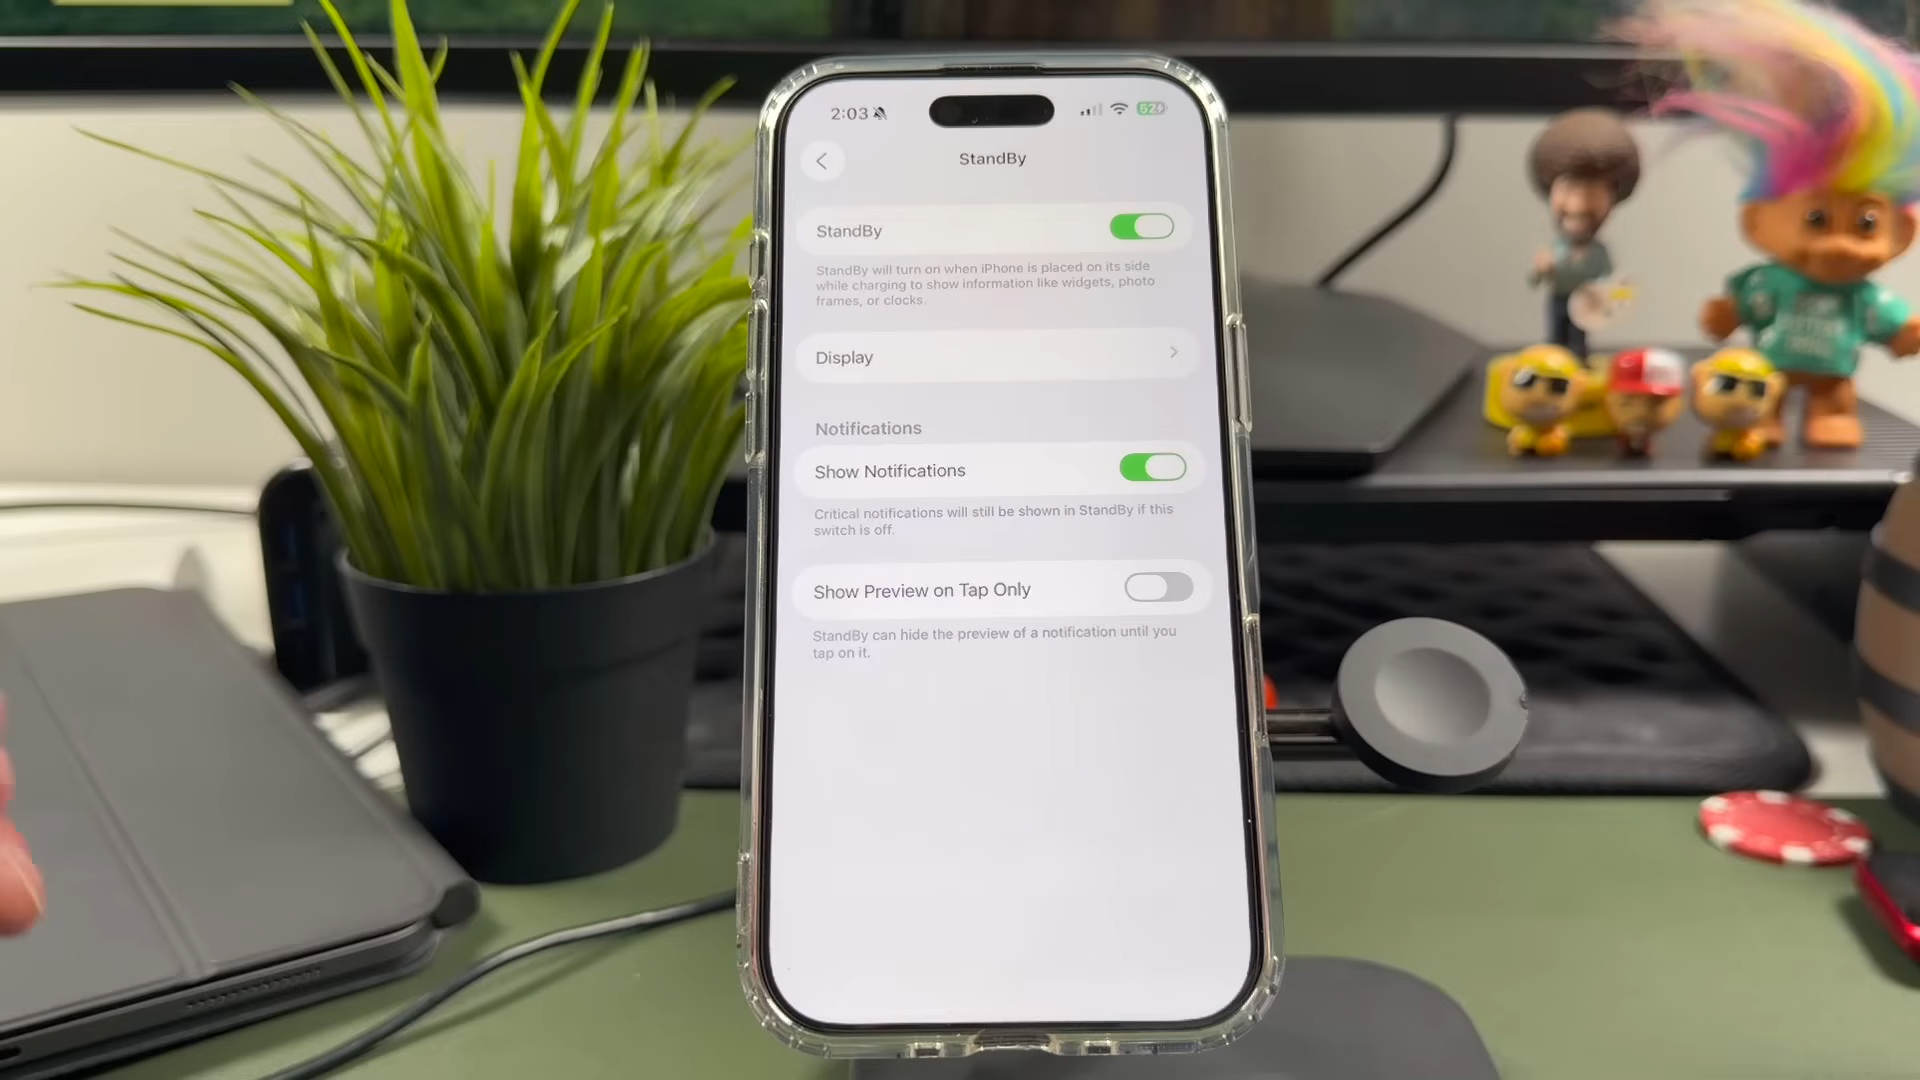 2:03
52
StandBy
StandBy
StandBy will turn on when iPhone is placed on its side
while charging to show information like widgets, photo
frames, or clocks.
Display
Notifications
Show Notifications
Critical notifications will still be shown in StandBy if this
switch is off.
Show Preview on Tap Only
StandBy can hide the preview of a notification until you
tap on it.